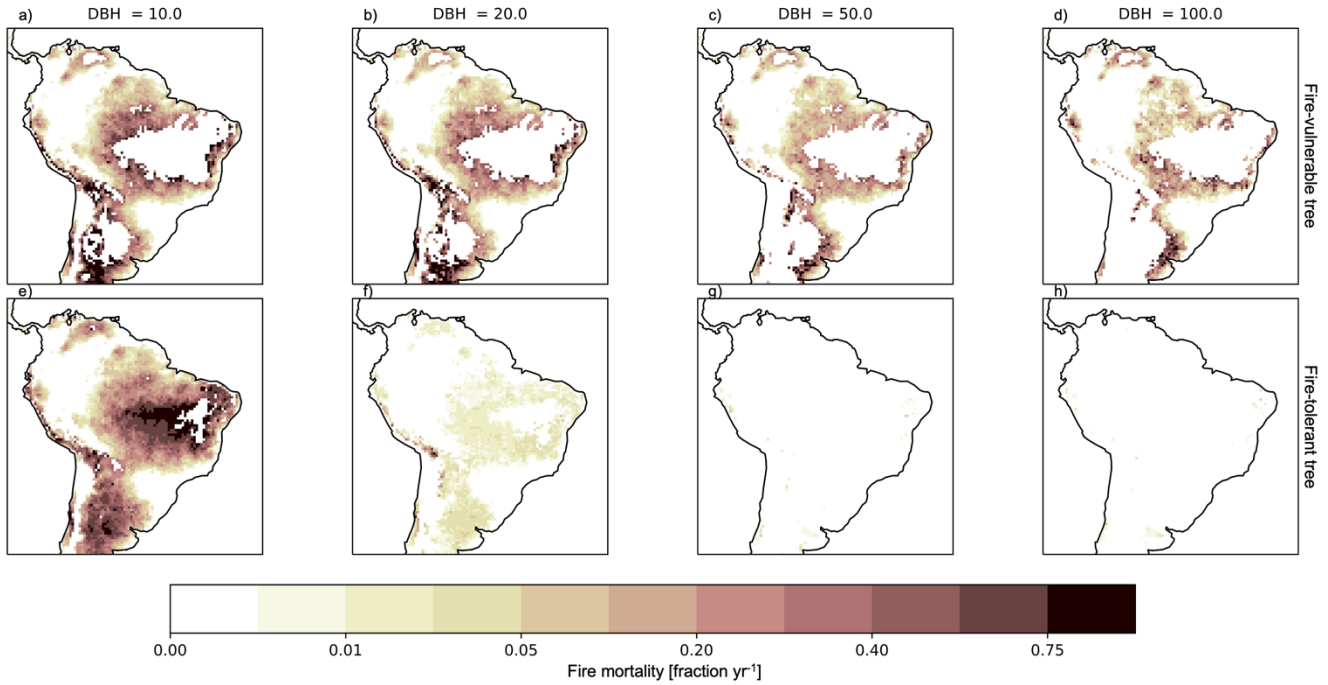 a) DBH = 10.0
b) DBH = 20.0
c) DBH = 50.0
d) DBH = 100.0
Fire-vulnerable tree
e)
f)
g)
h)
Fire-tolerant tree
0.00 0.01 0.05 0.20 0.40 0.75
Fire mortality [fraction yr⁻¹]